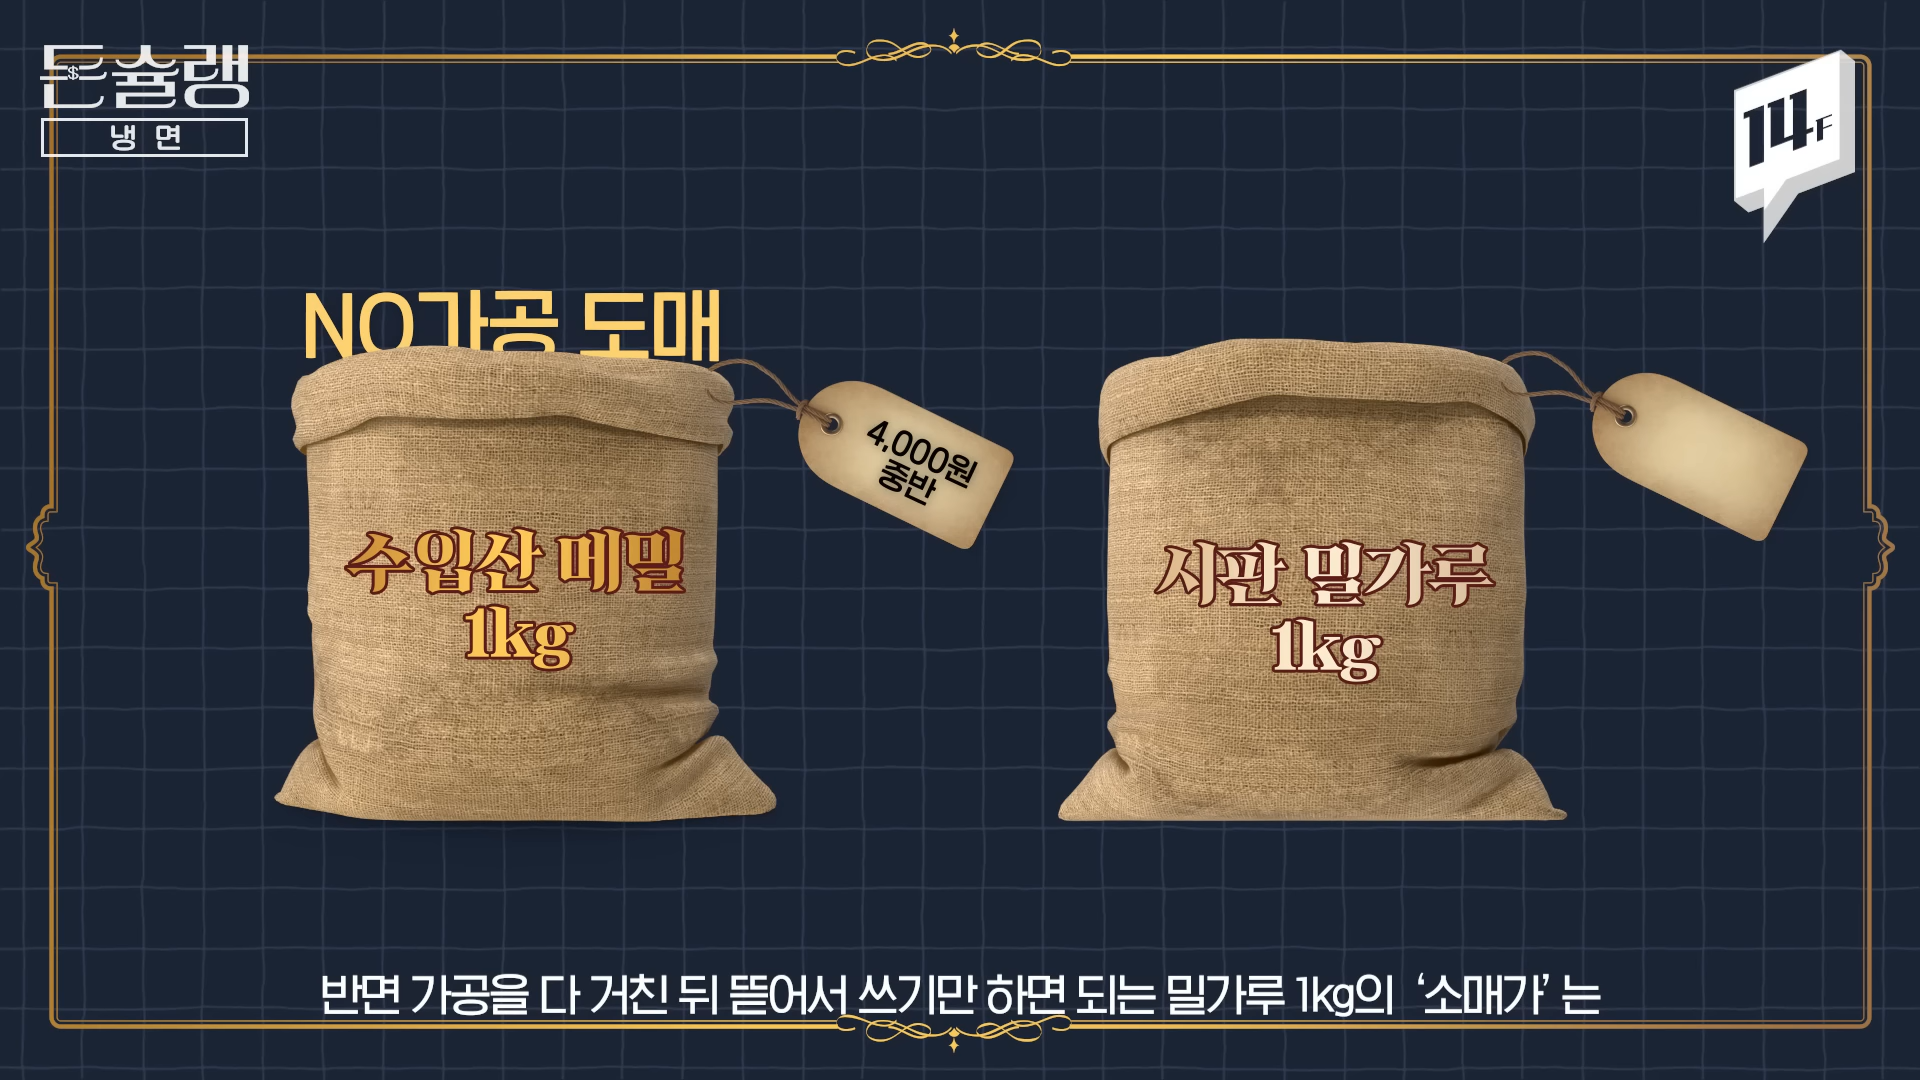 돈슐랭
냉면
14F
NO가공 도매
4,000원
중반
수입산 메밀
1kg
시판 밀가루
1kg
반면 가공을 다 거친 뒤 뜯어서 쓰기만 하면 되는 밀가루 1kg의 ‘소매가’는